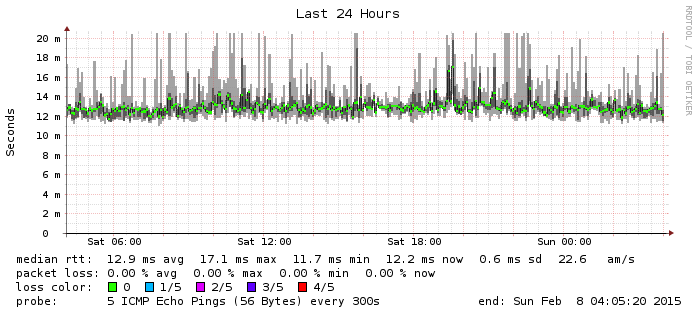 Last 24 Hours
RRDTOOL / TOBI OETIKER
Seconds
20 m
18 m
16 m
14 m
12 m
10 m
8 m
6 m
4 m
2 m
0
Sat 06:00 Sat 12:00 Sat 18:00 Sun 00:00
median rtt: 12.9 ms avg 17.1 ms max 11.7 ms min 12.2 ms now 0.6 ms sd 22.6 am/s
packet loss: 0.00 % avg 0.00 % max 0.00 % min 0.00 % now
loss color: 0 1/5 2/5 3/5 4/5
probe: 5 ICMP Echo Pings (56 Bytes) every 300s end: Sun Feb 8 04:05:20 2015